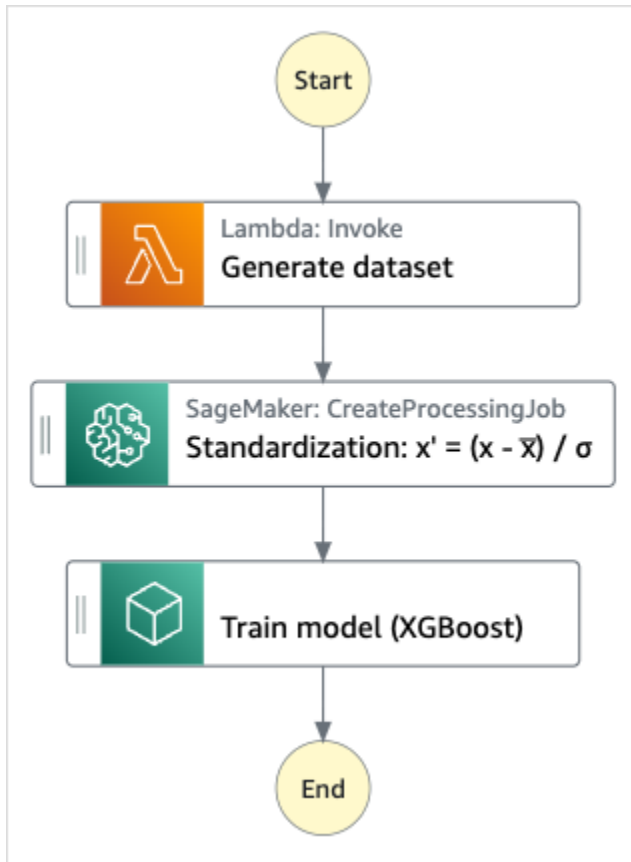 Start
Lambda: Invoke
Generate dataset
SageMaker: CreateProcessingJob
Standardization: x' = (x - x̅) / σ
Train model (XGBoost)
End